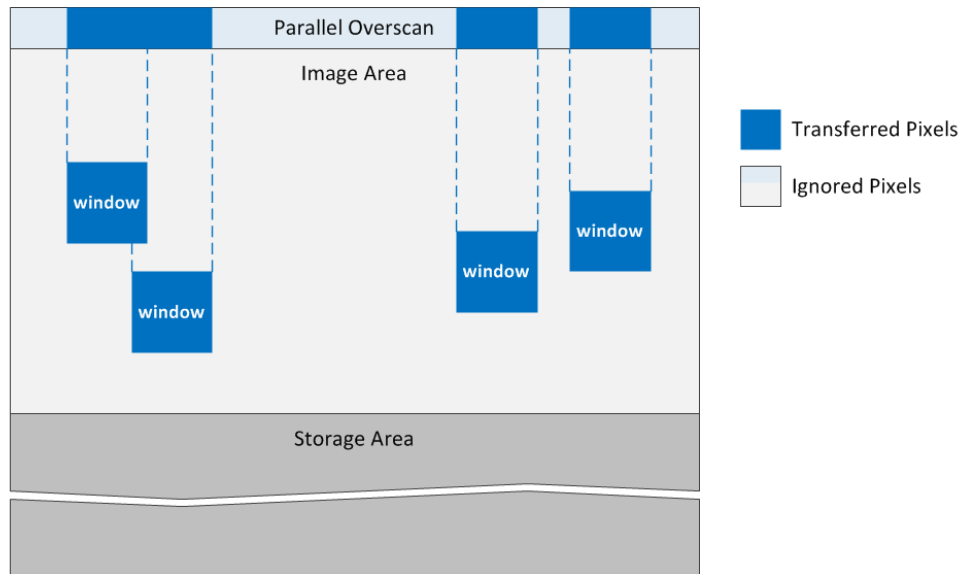 Parallel Overscan
Image Area
Transferred Pixels
Ignored Pixels
window
window
window
window
Storage Area